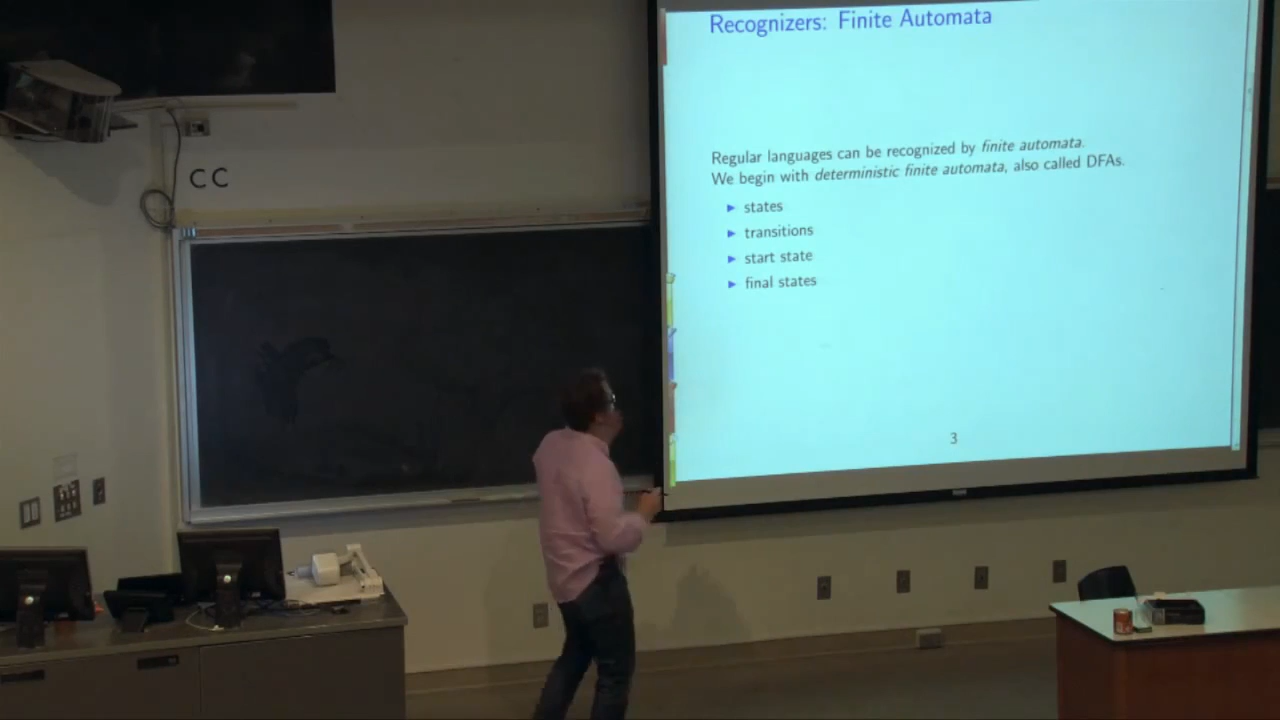 Recognizers: Finite Automata
CC
Regular languages can be recognized by finite automata.
We begin with deterministic finite automata, also called DFAs.
► states
► transitions
► start state
► final states
3